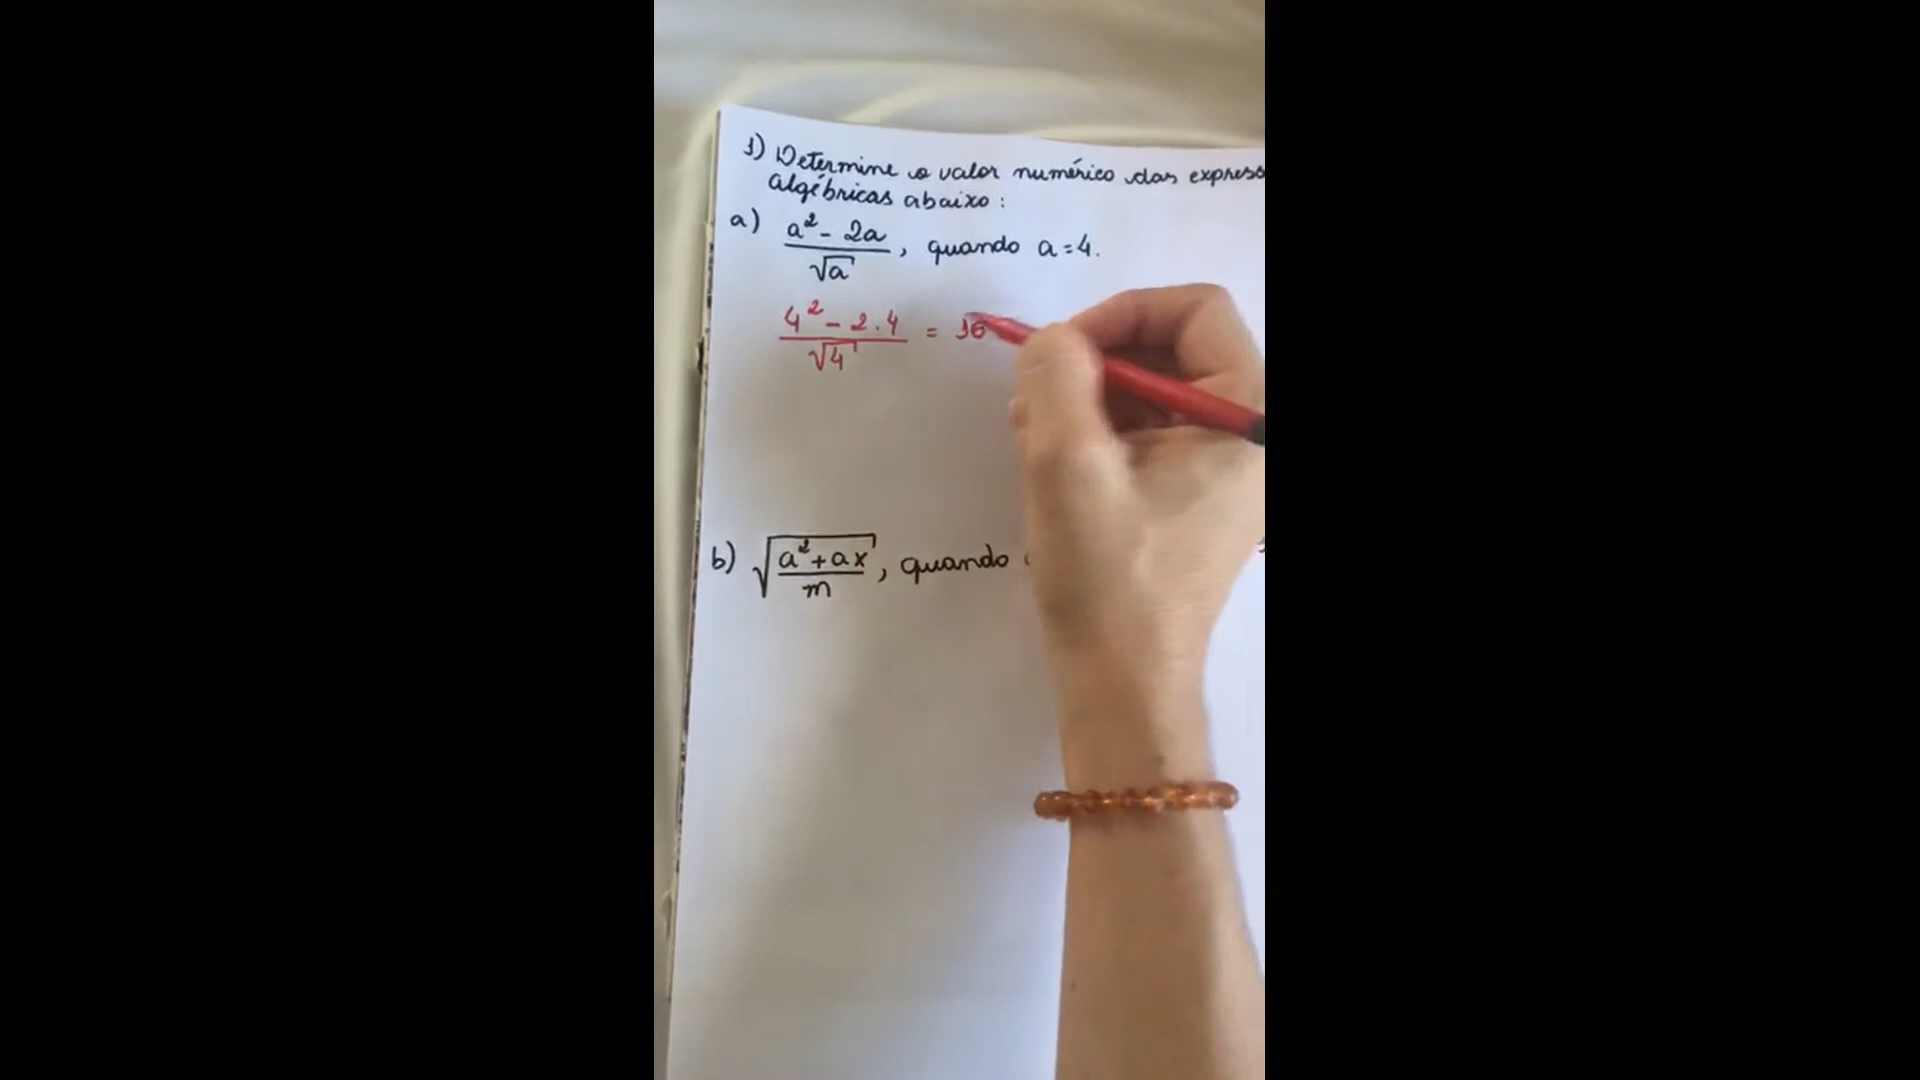 1) Determine o valor numérico das express
algébricas abaixo:
a) a² - 2a / √a, quando a = 4.
4² - 2.4 / √4 = 16
b) √(a² + ax / m), quando